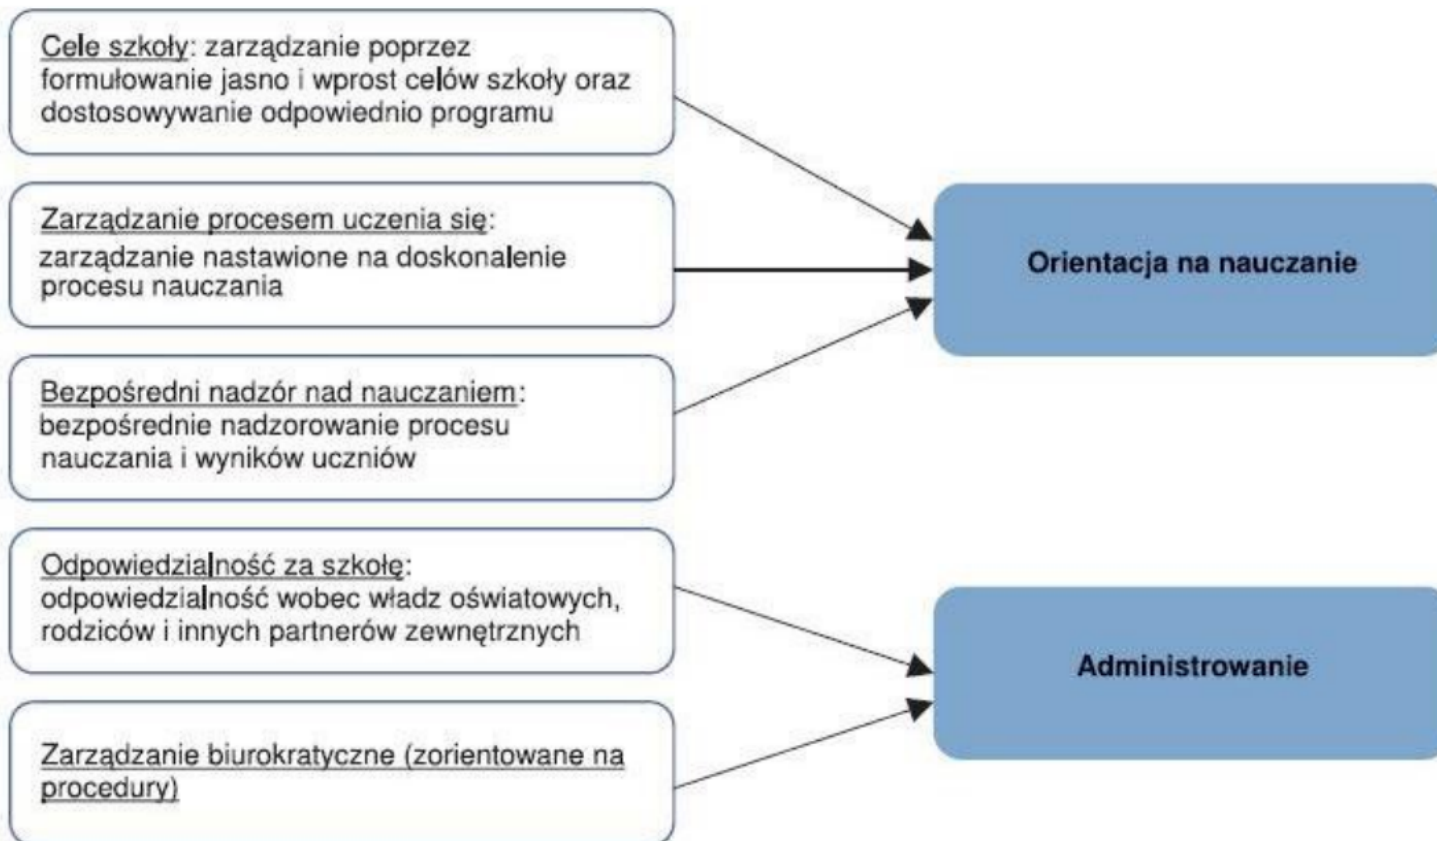 Cele szkoły: zarządzanie poprzez
formułowanie jasno i wprost celów szkoły oraz
dostosowywanie odpowiednio programu
Zarządzanie procesem uczenia się:
zarządzanie nastawione na doskonalenie
procesu nauczania
Bezpośredni nadzór nad nauczaniem:
bezpośrednie nadzorowanie procesu
nauczania i wyników uczniów
Orientacja na nauczanie
Odpowiedzialność za szkołę:
odpowiedzialność wobec władz oświatowych,
rodziców i innych partnerów zewnętrznych
Zarządzanie biurokratyczne (zorientowane na
procedury)
Administrowanie